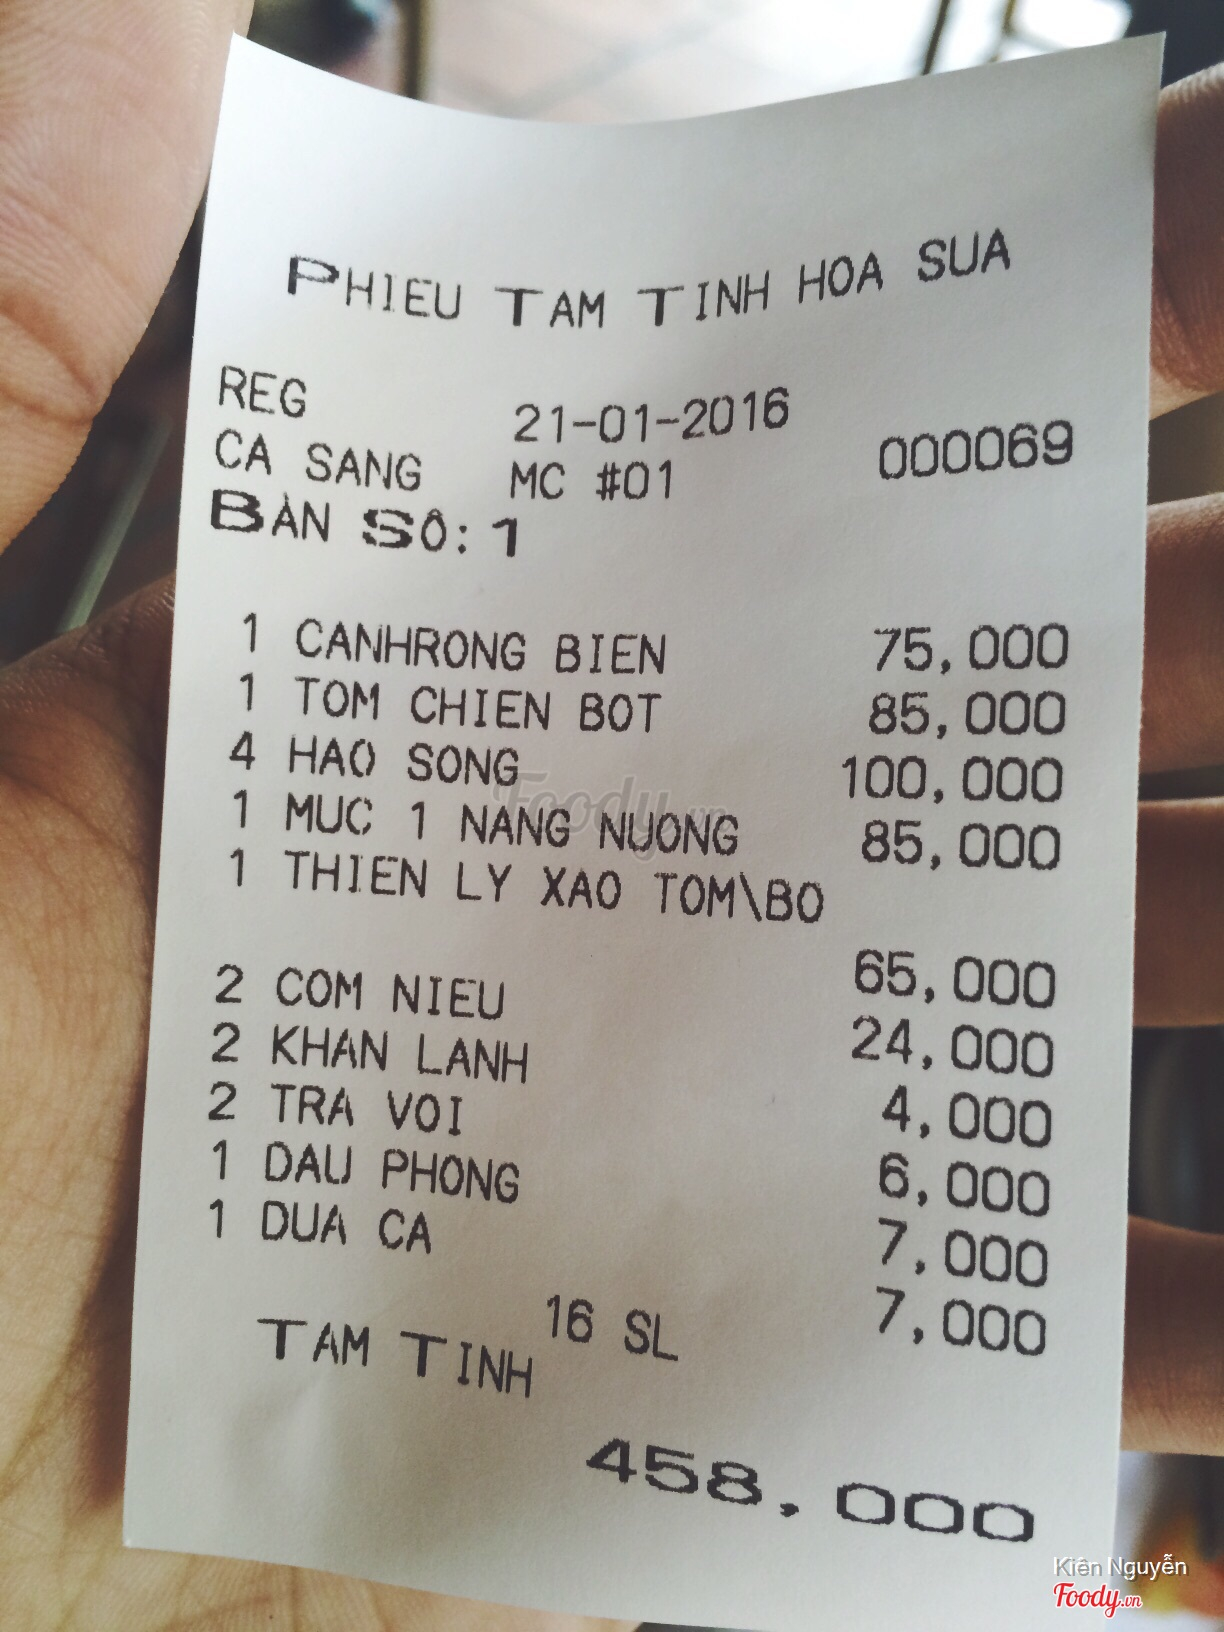 PHIEU TAM TINH HOA SUA
REG 21-01-2016
CA SANG MC #01 000069
BÀN SÔ: 1
1 CANHRONG BIEN 75,000
1 TOM CHIEN BOT 85,000
4 HAO SONG 100,000
1 MUC 1 NANG NUONG 85,000
1 THIEN LY XAO TOM\BO
65,000
2 COM NIEU 24,000
2 KHAN LANH 4,000
2 TRA VOI 6,000
1 DAU PHONG 7,000
1 DUA CA 7,000
16 SL
TAM TINH
458,000
Foody.vn
Kiên Nguyễn
Foody.vn